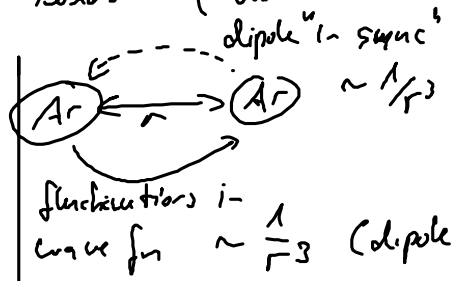 dipole "in sync"
Ar r Ar ~ 1/r³
fluctuations in
wave fn ~ 1/r³ (dipole